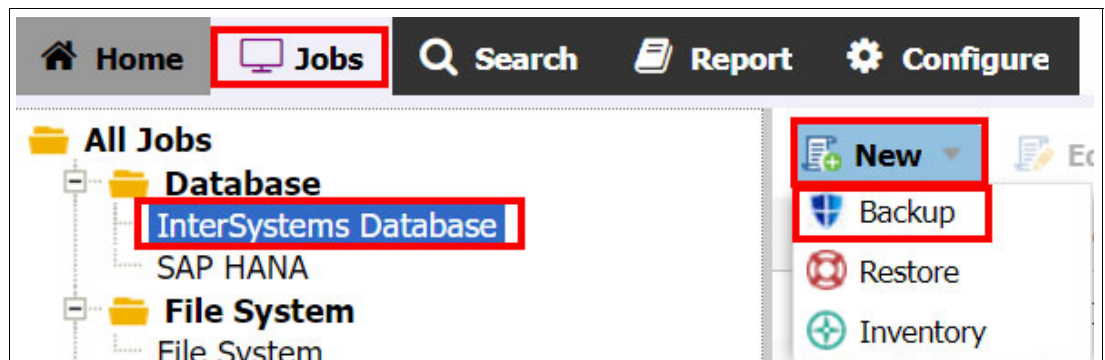 Home Jobs Search Report Configure
All Jobs
Database
InterSystems Database
SAP HANA
File System
File System
New
Backup
Restore
Inventory